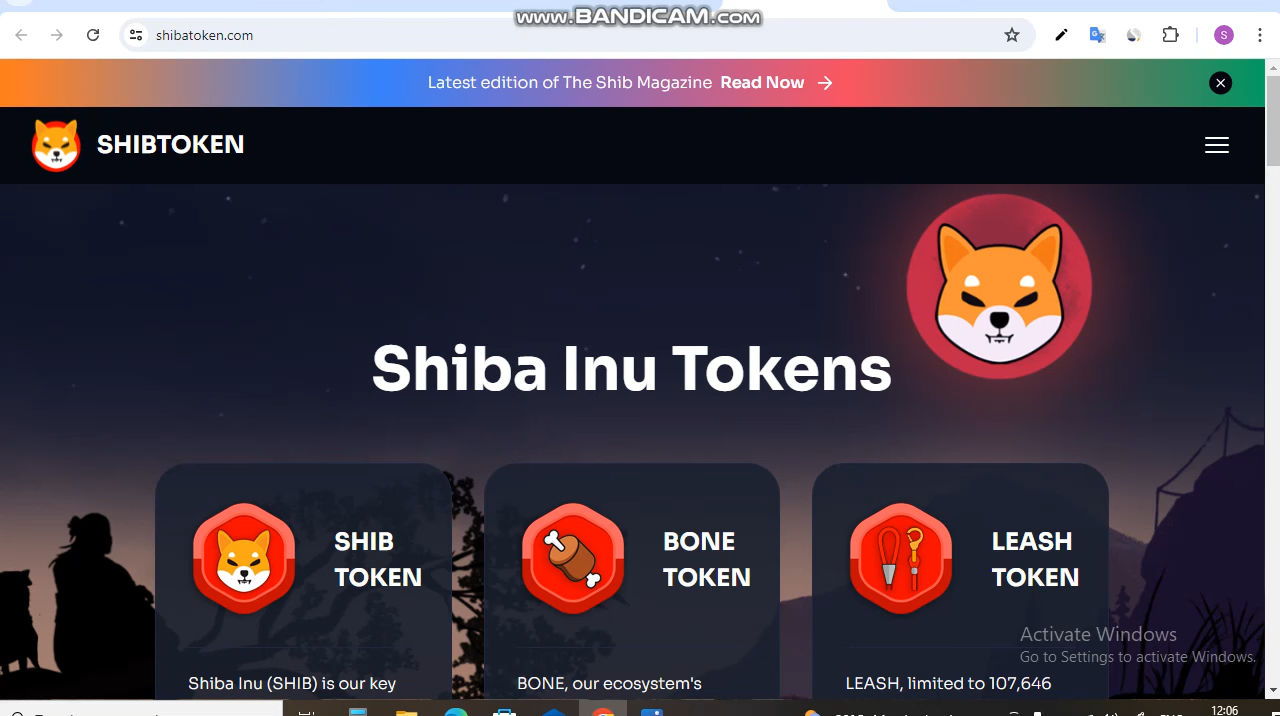 www.BANDICAM.com
shibatoken.com
S
Latest edition of The Shib Magazine Read Now →
SHIBTOKEN
Shiba Inu Tokens
SHIB
TOKEN
BONE
TOKEN
LEASH
TOKEN
Activate Windows
Go to Settings to activate Windows.
Shiba Inu (SHIB) is our key
BONE, our ecosystem's
LEASH, limited to 107,646
12:06